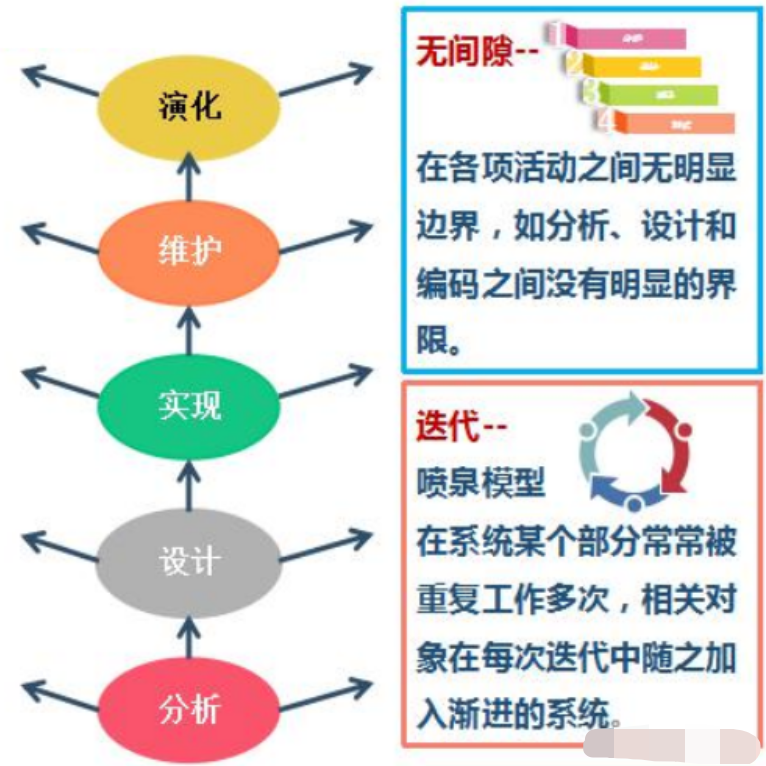 演化
维护
实现
设计
分析
无间隙--
1
2
3
4
在各项活动之间无明显
边界，如分析、设计和
编码之间没有明显的界
限。
迭代--
喷泉模型
在系统某个部分常常被
重复工作多次，相关对
象在每次迭代中随之加
入渐进的系统。